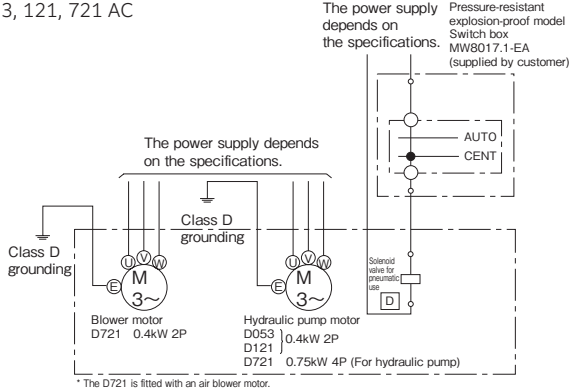 3, 121, 721 AC
The power supply
depends on
the specifications.
Pressure-resistant
explosion-proof model
Switch box
MW8017.1-EA
(supplied by customer)
AUTO
CENT
The power supply depends
on the specifications.
Class D
grounding
Class D
grounding
U V W
E
M
3~
U V W
E
M
3~
Solenoid
valve for
pneumatic
use
D
Blower motor
D721 0.4kW 2P
Hydraulic pump motor
D053
D121
0.4kW 2P
D721 0.75kW 4P (For hydraulic pump)
* The D721 is fitted with an air blower motor.